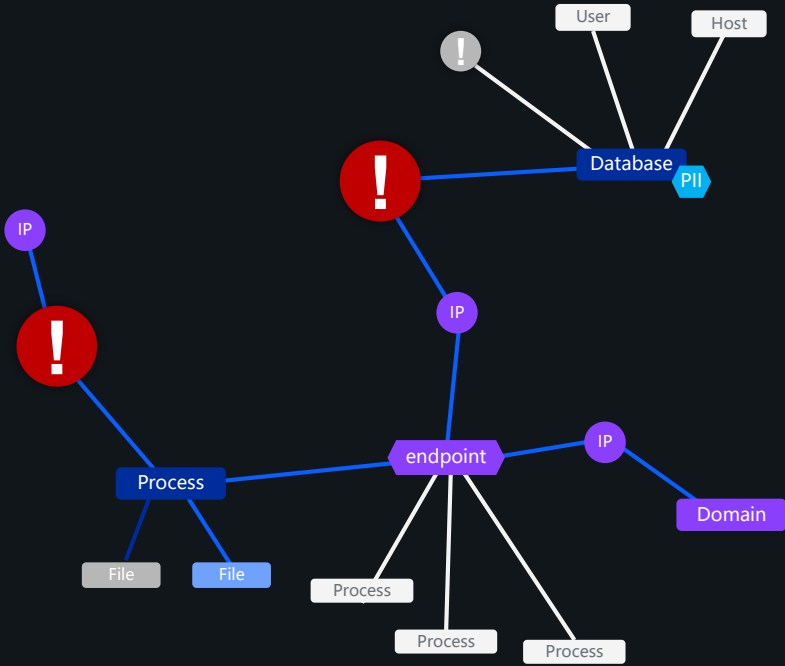 User
Host
!
Database
PII
!
IP
IP
!
IP
endpoint
Process
Domain
File
File
Process
Process
Process